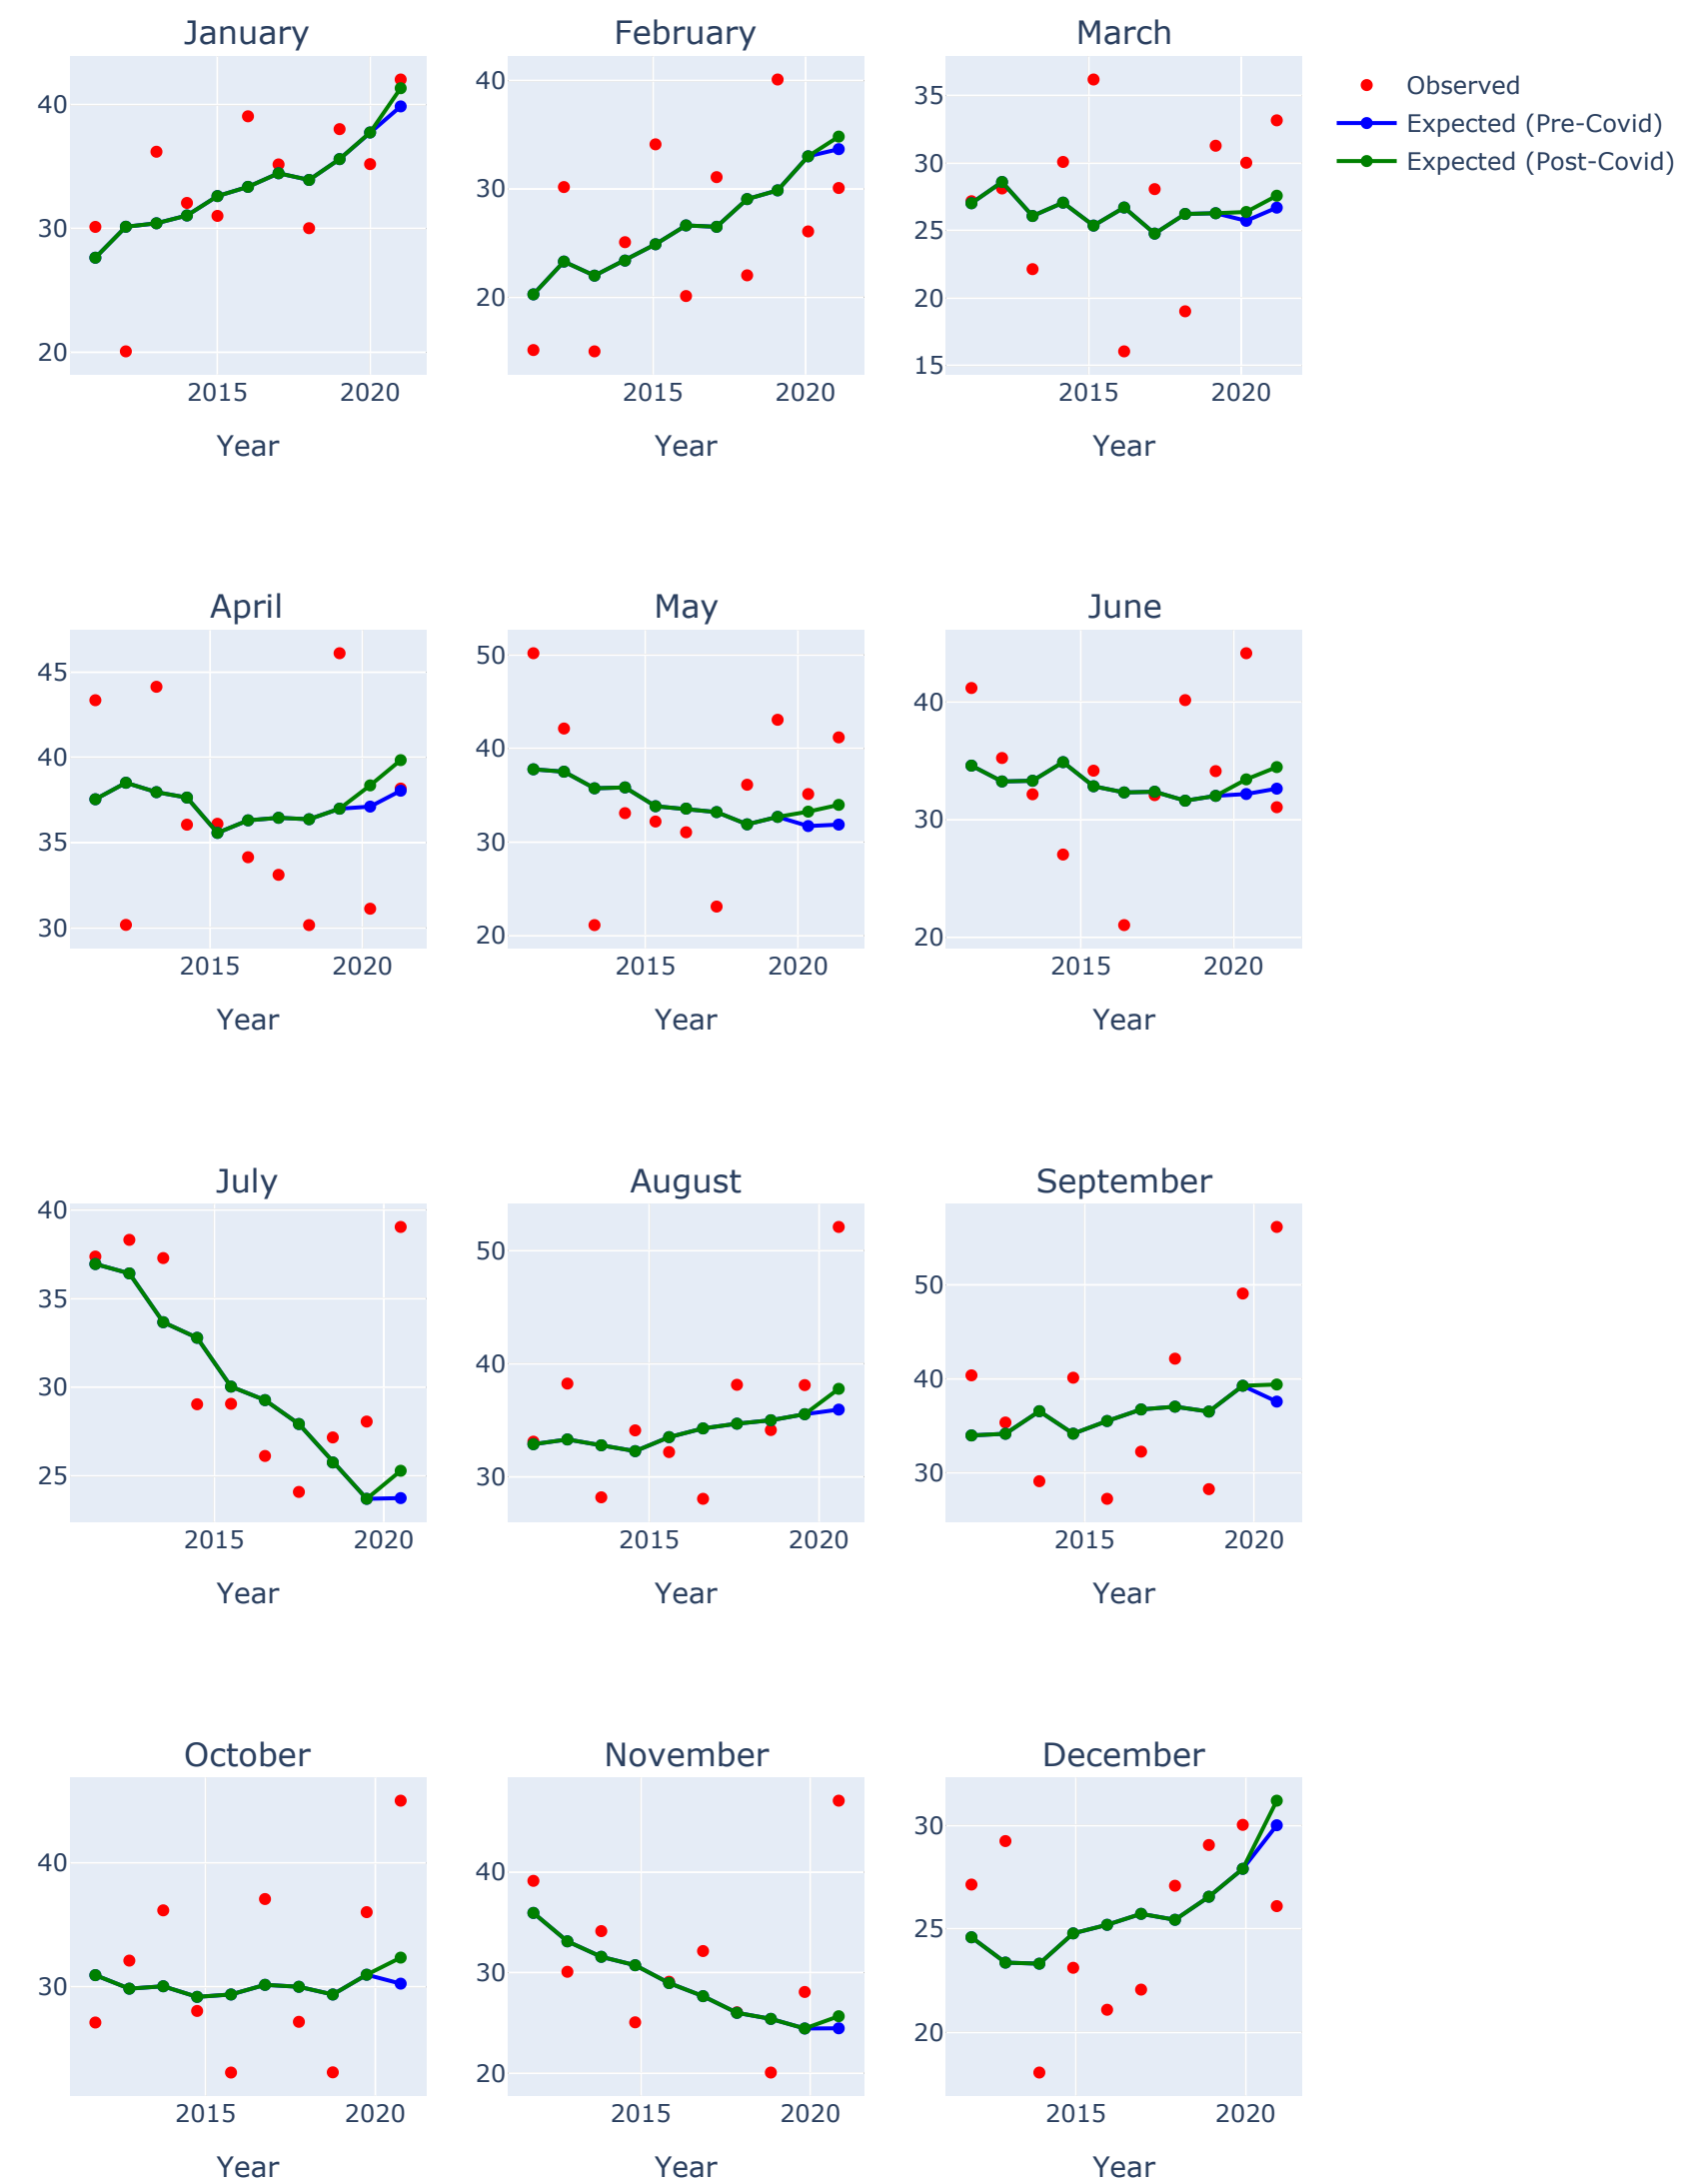 January
February
March
Observed
Expected (Pre-Covid)
Expected (Post-Covid)
40
30
20
2015
2020
Year
40
30
20
2015
2020
Year
35
30
25
20
15
2015
2020
Year
April
May
June
45
40
35
30
2015
2020
Year
50
40
30
20
2015
2020
Year
40
30
20
2015
2020
Year
July
August
September
40
35
30
25
2015
2020
Year
50
40
30
2015
2020
Year
50
40
30
2015
2020
Year
October
November
December
40
30
2015
2020
Year
40
30
20
2015
2020
Year
30
25
20
2015
2020
Year